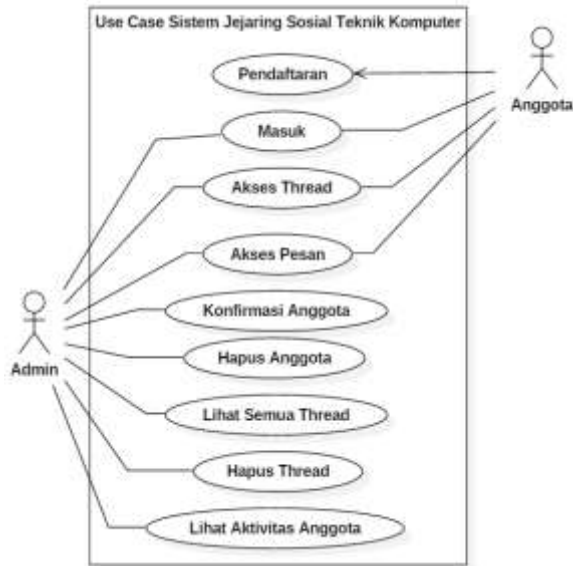 Use Case Sistem Jejaring Sosial Teknik Komputer
Pendaftaran
Anggota
Masuk
Akses Thread
Akses Pesan
Konfirmasi Anggota
Hapus Anggota
Admin
Lihat Semua Thread
Hapus Thread
Lihat Aktivitas Anggota